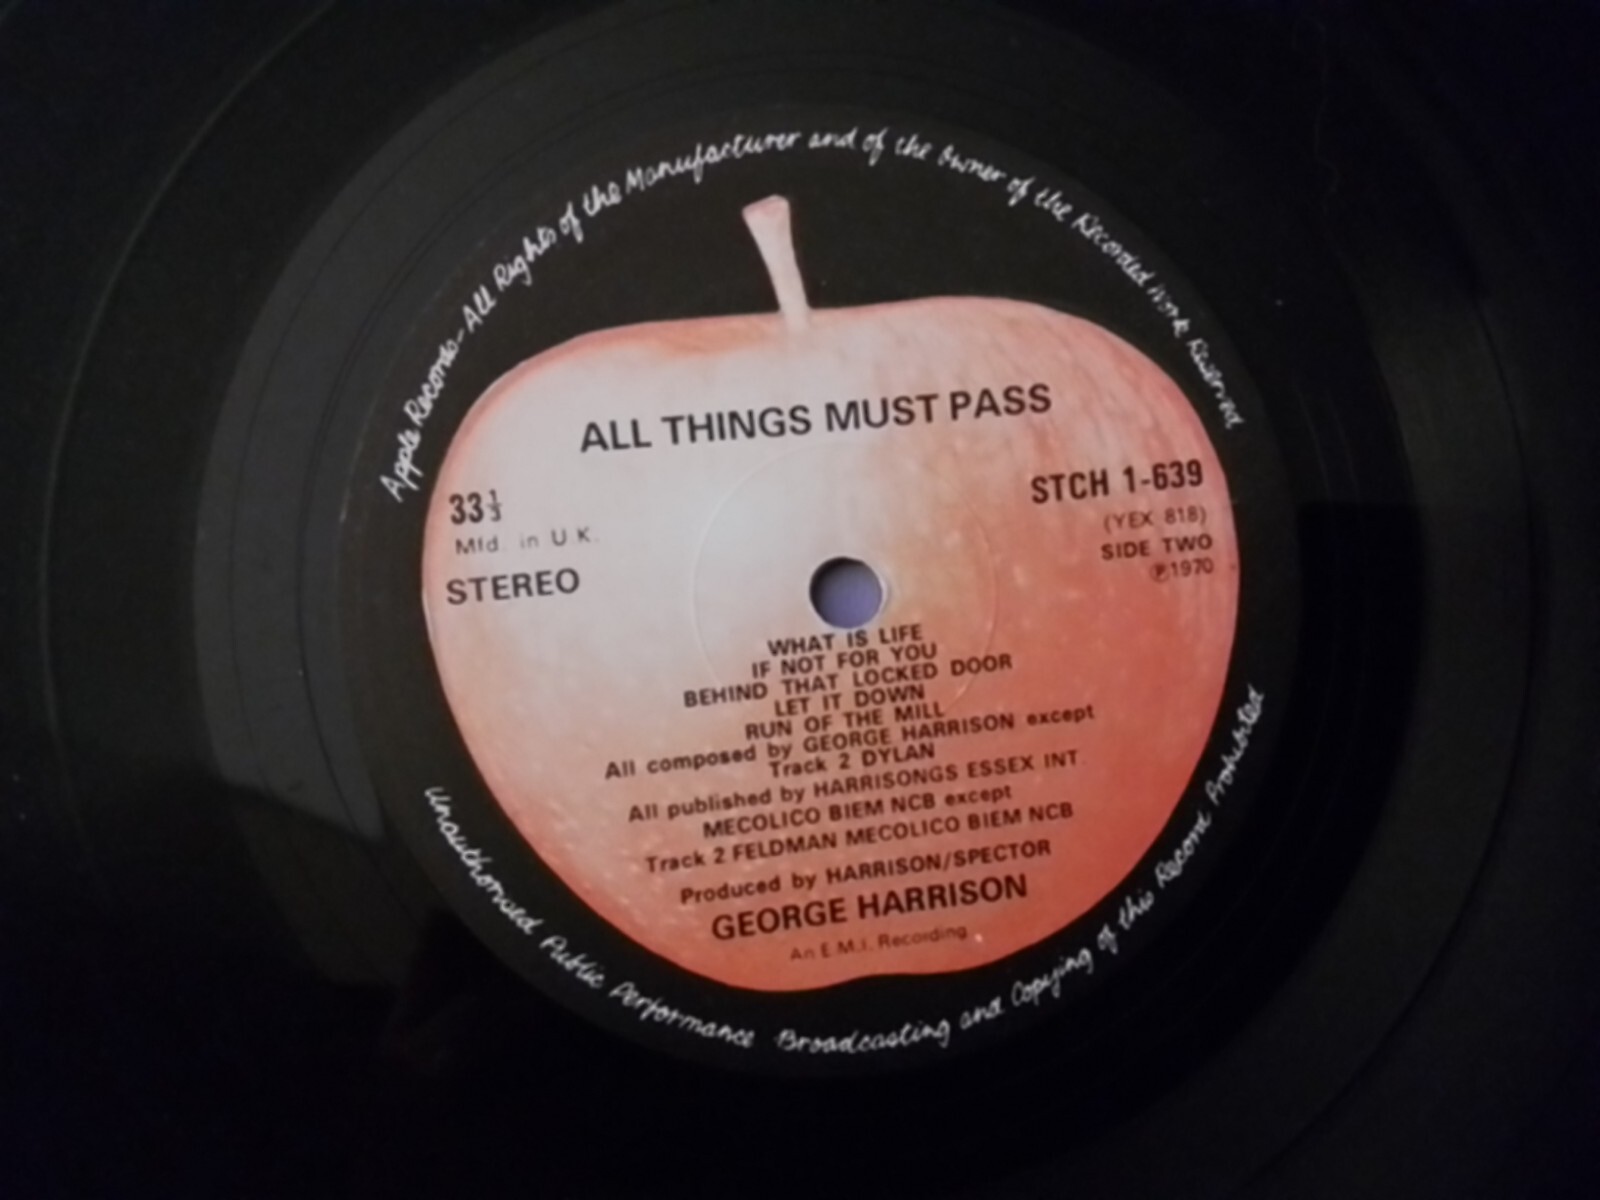 Apple Records-All Rights of the Manufacturer and of the Owner of the Recorded Work Reserved
ALL THINGS MUST PASS
33⅓
Mfd. in U.K.
STEREO
STCH 1-639
(YEX 818)
SIDE TWO
℗1970
WHAT IS LIFE
IF NOT FOR YOU
BEHIND THAT LOCKED DOOR
LET IT DOWN
RUN OF THE MILL
All composed by GEORGE HARRISON except
Track 2 DYLAN
All published by HARRISONGS ESSEX INT.
MECOLICO BIEM NCB except
Track 2 FELDMAN MECOLICO BIEM NCB
Produced by HARRISON/SPECTOR
GEORGE HARRISON
An E.M.I. Recording
Unauthorised Public Performance Broadcasting and Copying of this Record Prohibited